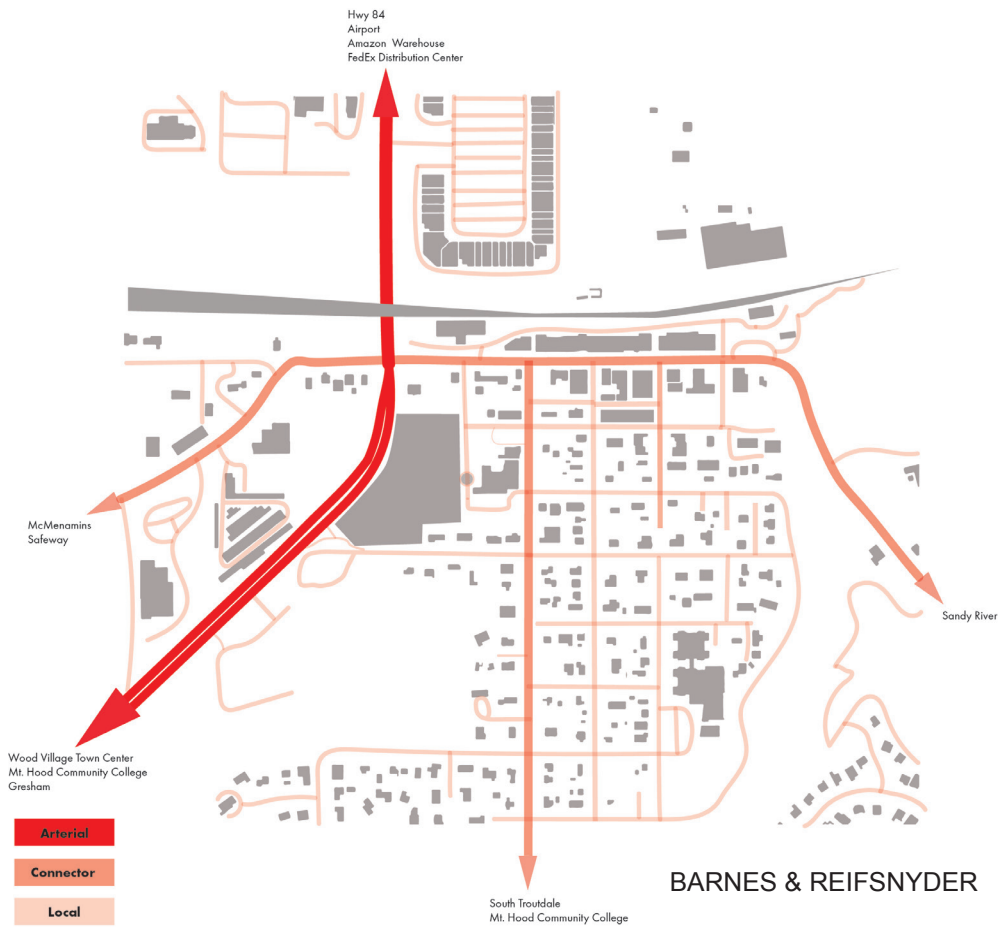 Hwy 84
Airport
Amazon Warehouse
FedEx Distribution Center
McMenamins
Safeway
Sandy River
Wood Village Town Center
Mt. Hood Community College
Gresham
Arterial
Connector
Local
South Troutdale
Mt. Hood Community College
BARNES & REIFSNYDER